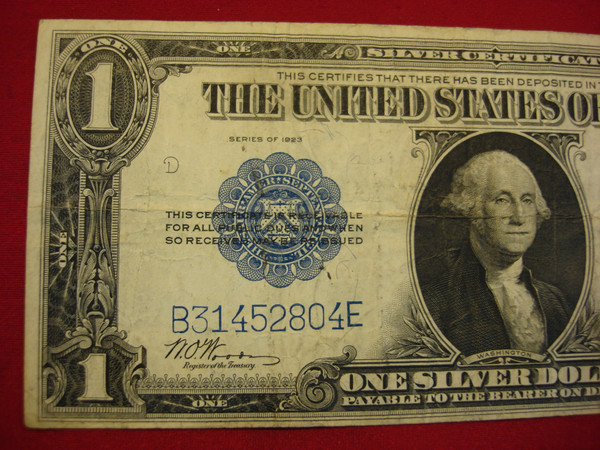 ONE
ONE
SILVER CERTIFICAT
1
THIS CERTIFIES THAT THERE HAS BEEN DEPOSITED IN T
THE UNITED STATES OF
SERIES OF 1923
D
THIS CERTIFICATE IS RECEIVABLE
FOR ALL PUBLIC DUES AND WHEN
SO RECEIVED MAY BE REISSUED
ONE
B31452804E
Register of the Treasury.
WASHINGTON
1
ONE SILVER DOL
PAYABLE TO THE BEARER ON D
ONE